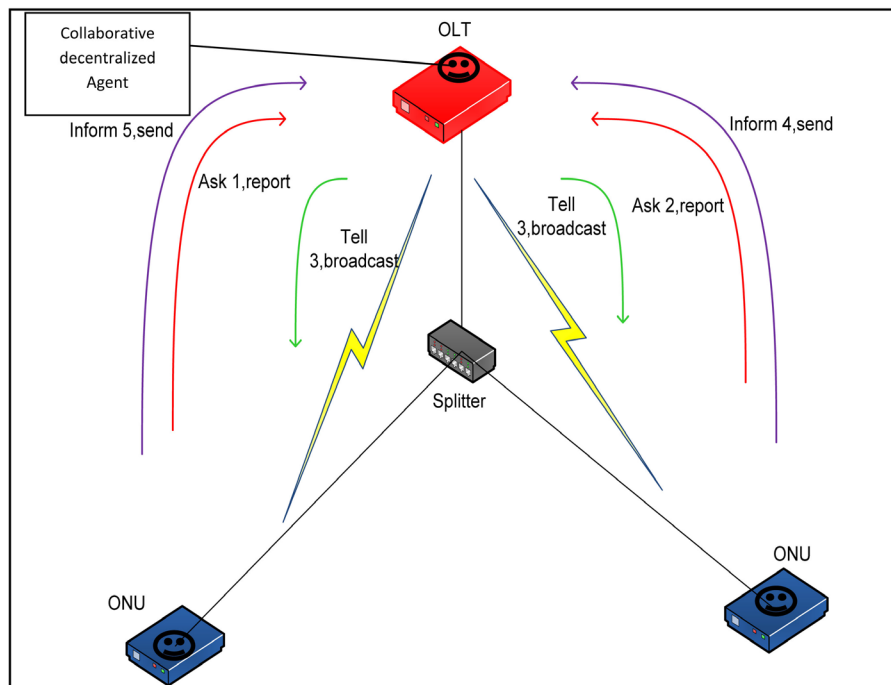 OLT
Collaborative
decentralized
Agent
Inform 5,send
Inform 4,send
Ask 1,report
Tell
3,broadcast
Tell
3,broadcast
Ask 2,report
Splitter
ONU
ONU